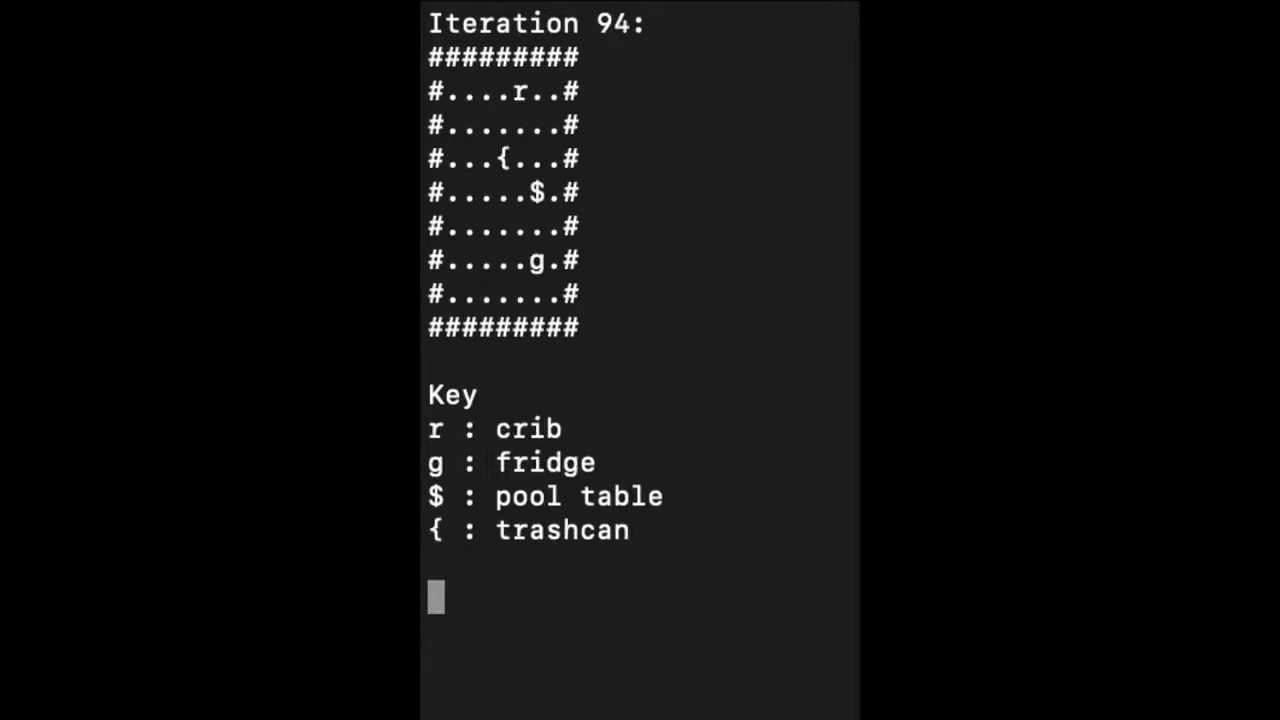 Iteration 94:
#########
#....r..#
#.......#
#...{...#
#.....$.#
#.......#
#.....g.#
#.......#
#########
Key
r : crib
g : fridge
$ : pool table
{ : trashcan